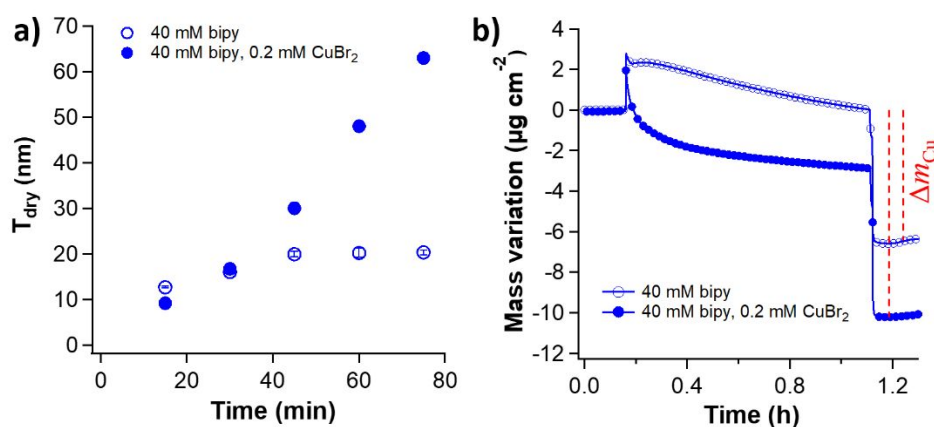 a)
40 mM bipy
40 mM bipy, 0.2 mM CuBr₂
T_dry (nm)
70
60
50
40
30
20
10
0
0
20
40
60
80
Time (min)
b)
Mass variation (µg cm⁻²)
4
2
0
-2
-4
-6
-8
-10
-12
Δm_Cu
40 mM bipy
40 mM bipy, 0.2 mM CuBr₂
0.0
0.4
0.8
1.2
Time (h)